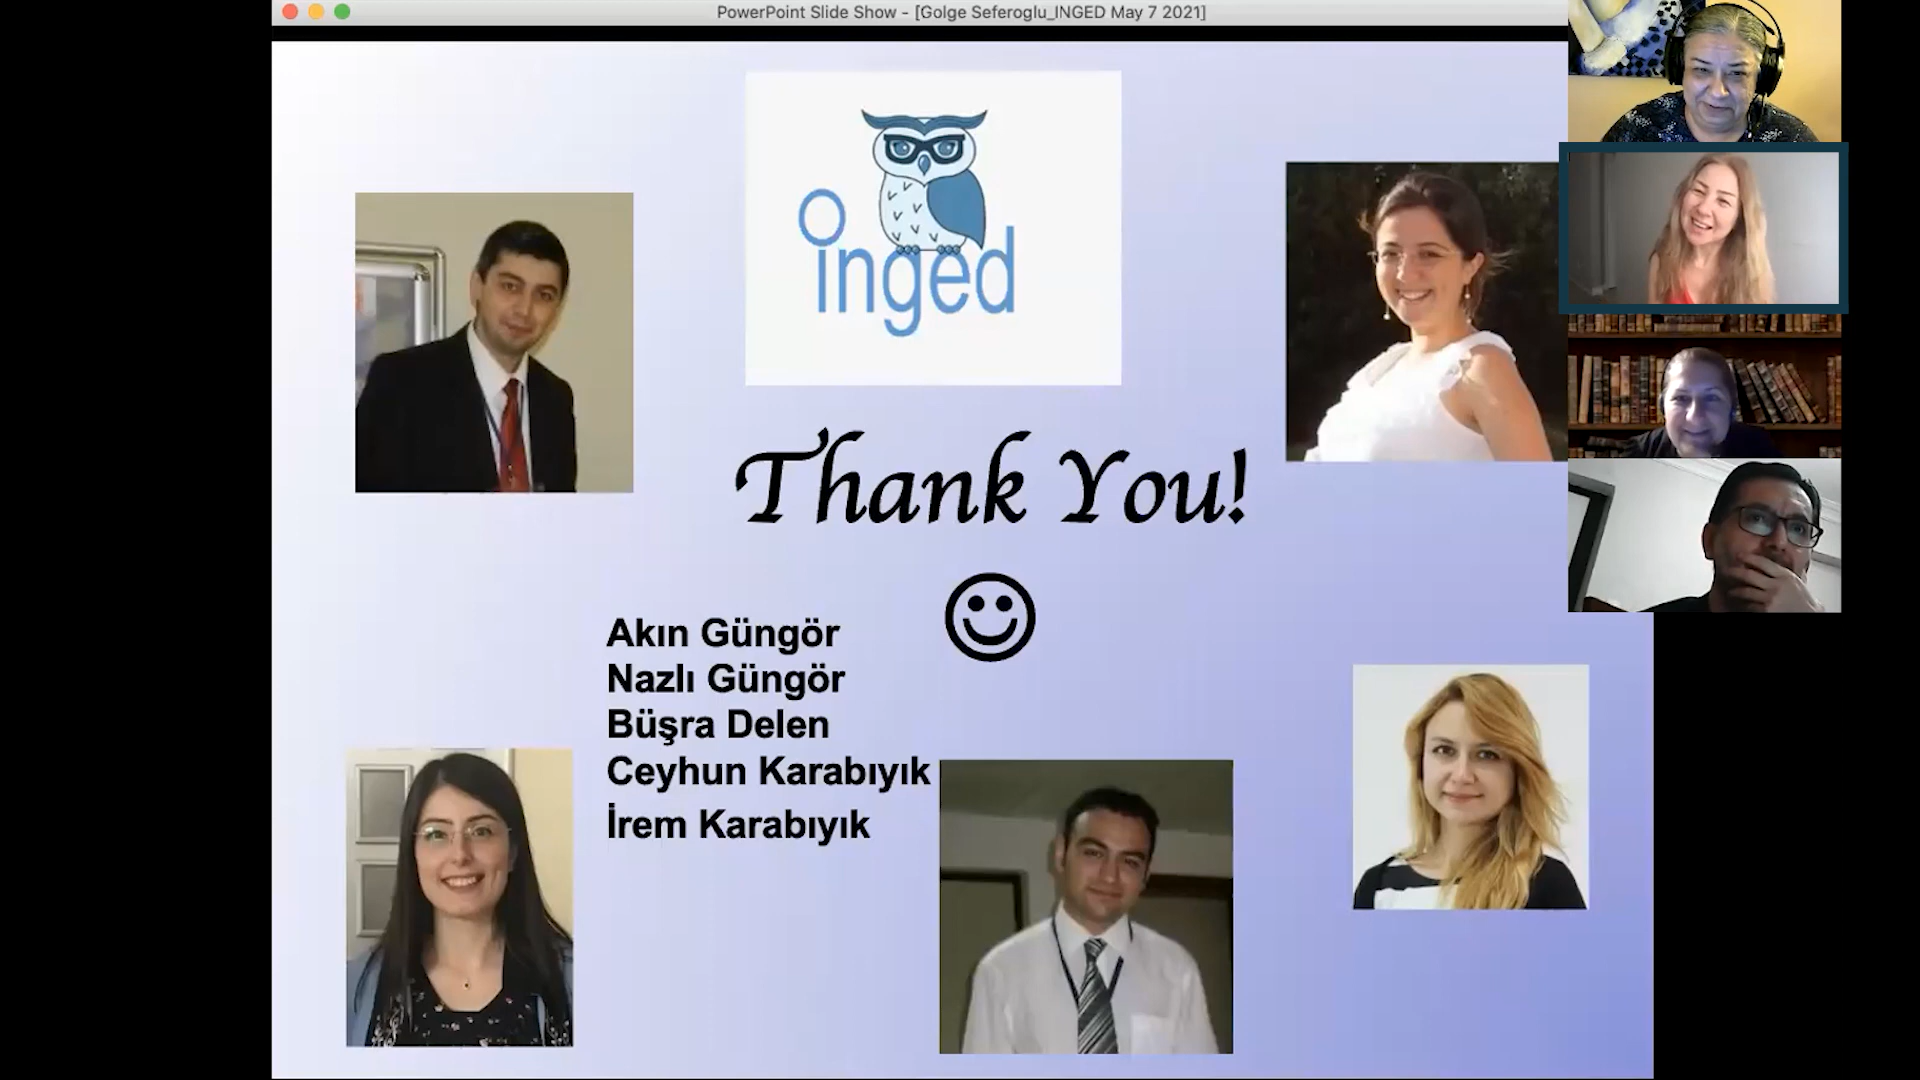 PowerPoint Slide Show - [Golge Seferoglu_INGED May 7 2021]
inged
Thank You!
Akın Güngör
Nazlı Güngör
Büşra Delen
Ceyhun Karabıyık
İrem Karabıyık